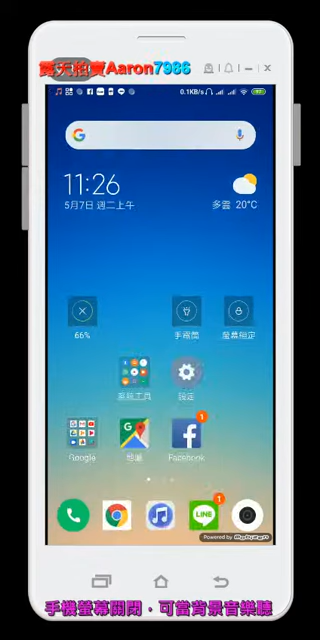 露天拍賣Aaron7986
0.1KB/s
11:26
5月7日 週二上午
多雲 20°C
66%
手電筒
螢幕鎖定
系統工具
設定
Google
地圖
1
Facebook
1
LINE
Powered by
手機螢幕關閉，可當背景音樂聽